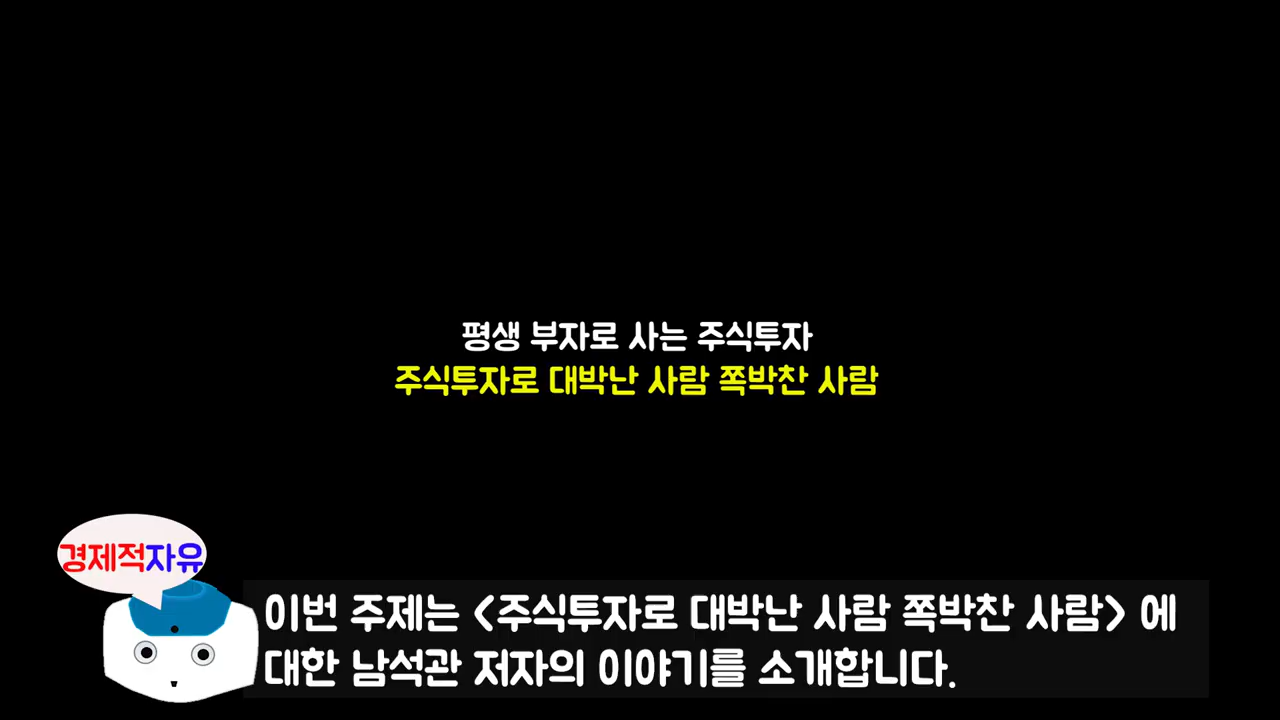 평생 부자로 사는 주식투자
주식투자로 대박난 사람 쪽박찬 사람
경제적자유
이번 주제는 <주식투자로 대박난 사람 쪽박찬 사람> 에
대한 남석관 저자의 이야기를 소개합니다.